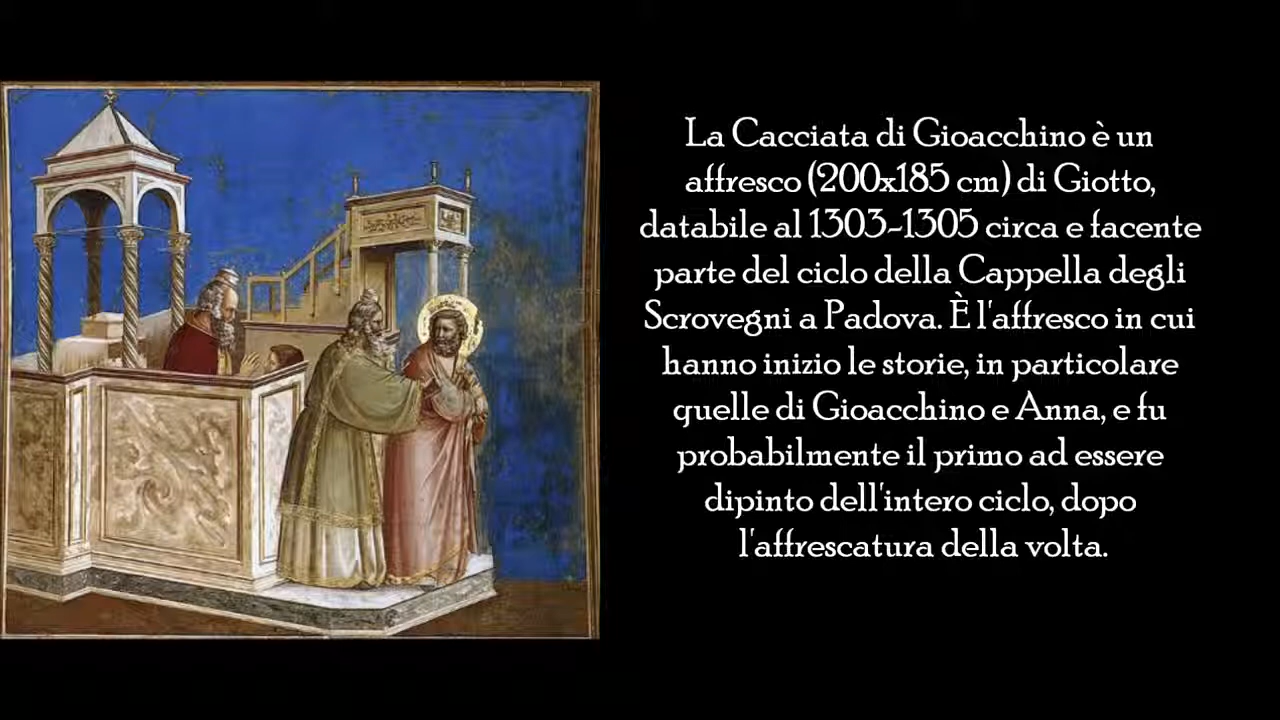 La Cacciata di Gioacchino è un
affresco (200x185 cm) di Giotto,
databile al 1303-1305 circa e facente
parte del ciclo della Cappella degli
Scrovegni a Padova. È l'affresco in cui
hanno inizio le storie, in particolare
quelle di Gioacchino e Anna, e fu
probabilmente il primo ad essere
dipinto dell'intero ciclo, dopo
l'affrescatura della volta.